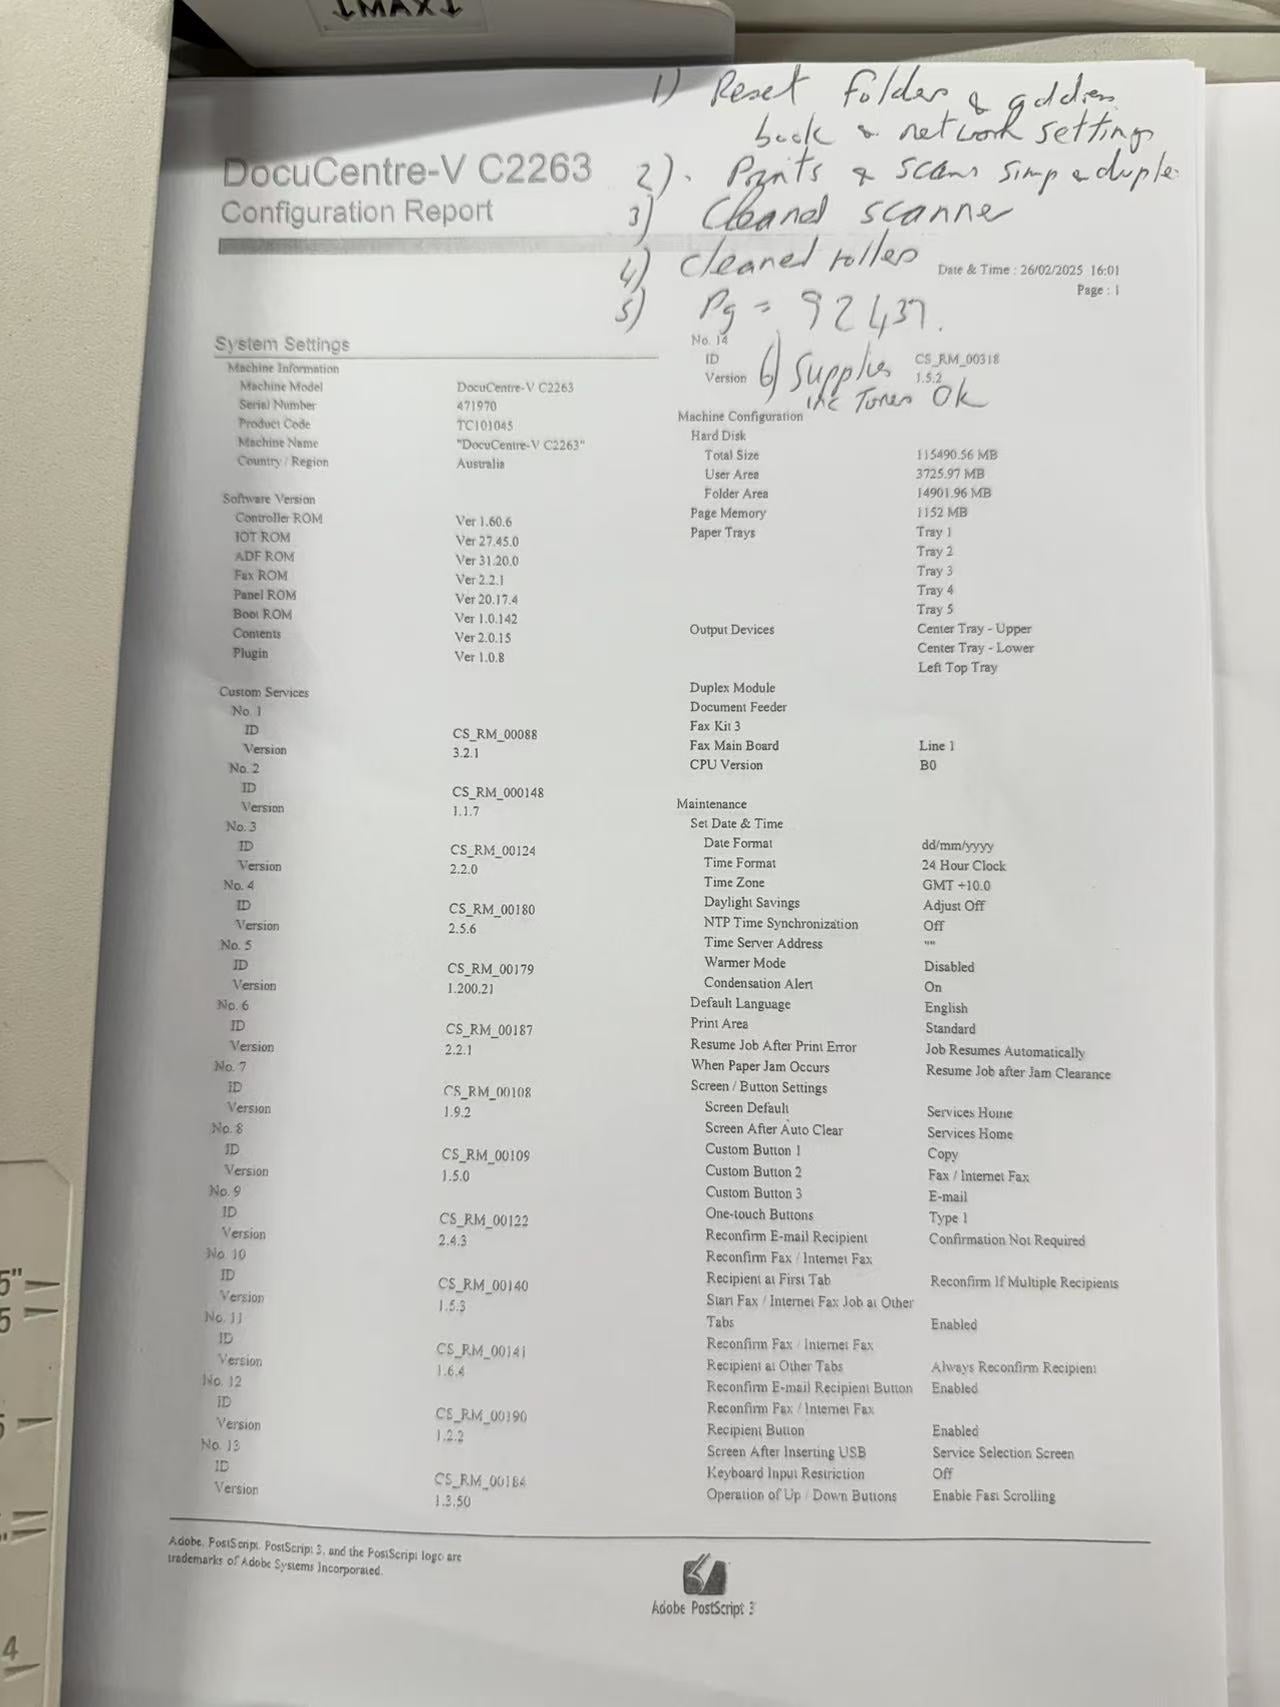 ↓MAX↓
1) Reset folder & address
book & network setting
2). Prints & scans simp & duple
3) Cleaned scanner
4) cleaned roller
5) Pg = 92437.
6) Supplies
inc Toner OK
DocuCentre-V C2263
Configuration Report
Date & Time : 26/02/2025 16:01
Page : 1
System Settings
Machine Information
Machine Model DocuCentre-V C2263
Serial Number 471970
Product Code TC101045
Machine Name "DocuCentre-V C2263"
Country / Region Australia
Software Version
Controller ROM Ver 1.60.6
IOT ROM Ver 27.45.0
ADF ROM Ver 31.20.0
Fax ROM Ver 2.2.1
Panel ROM Ver 20.17.4
Boot ROM Ver 1.0.142
Contents Ver 2.0.15
Plugin Ver 1.0.8
Custom Services
No. 1
ID CS_RM_00088
Version 3.2.1
No. 2
ID CS_RM_000148
Version 1.1.7
No. 3
ID CS_RM_00124
Version 2.2.0
No. 4
ID CS_RM_00180
Version 2.5.6
No. 5
ID CS_RM_00179
Version 1.200.21
No. 6
ID CS_RM_00187
Version 2.2.1
No. 7
ID CS_RM_00108
Version 1.9.2
No. 8
ID CS_RM_00109
Version 1.5.0
No. 9
ID CS_RM_00122
Version 2.4.3
No. 10
ID CS_RM_00140
Version 1.5.3
No. 11
ID CS_RM_00141
Version 1.6.4
No. 12
ID CS_RM_00190
Version 1.2.2
No. 13
ID CS_RM_00184
Version 1.3.50
No. 14
ID CS_RM_00318
Version 1.5.2
Machine Configuration
Hard Disk
Total Size 115490.56 MB
User Area 3725.97 MB
Folder Area 14901.96 MB
Page Memory 1152 MB
Paper Trays Tray 1
Tray 2
Tray 3
Tray 4
Tray 5
Output Devices Center Tray - Upper
Center Tray - Lower
Left Top Tray
Duplex Module
Document Feeder
Fax Kit 3
Fax Main Board Line 1
CPU Version B0
Maintenance
Set Date & Time
Date Format dd/mm/yyyy
Time Format 24 Hour Clock
Time Zone GMT +10.0
Daylight Savings Adjust Off
NTP Time Synchronization Off
Time Server Address ""
Warmer Mode Disabled
Condensation Alert On
Default Language English
Print Area Standard
Resume Job After Print Error Job Resumes Automatically
When Paper Jam Occurs Resume Job after Jam Clearance
Screen / Button Settings
Screen Default Services Home
Screen After Auto Clear Services Home
Custom Button 1 Copy
Custom Button 2 Fax / Internet Fax
Custom Button 3 E-mail
One-touch Buttons Type 1
Reconfirm E-mail Recipient Confirmation Not Required
Reconfirm Fax / Internet Fax
Recipient at First Tab Reconfirm If Multiple Recipients
Start Fax / Internet Fax Job at Other
Tabs Enabled
Reconfirm Fax / Internet Fax
Recipient at Other Tabs Always Reconfirm Recipient
Reconfirm E-mail Recipient Button Enabled
Reconfirm Fax / Internet Fax
Recipient Button Enabled
Screen After Inserting USB Service Selection Screen
Keyboard Input Restriction Off
Operation of Up / Down Buttons Enable Fast Scrolling
Adobe, PostScript, PostScript 3, and the PostScript logo are
trademarks of Adobe Systems Incorporated.
Adobe PostScript 3
5"
5
4